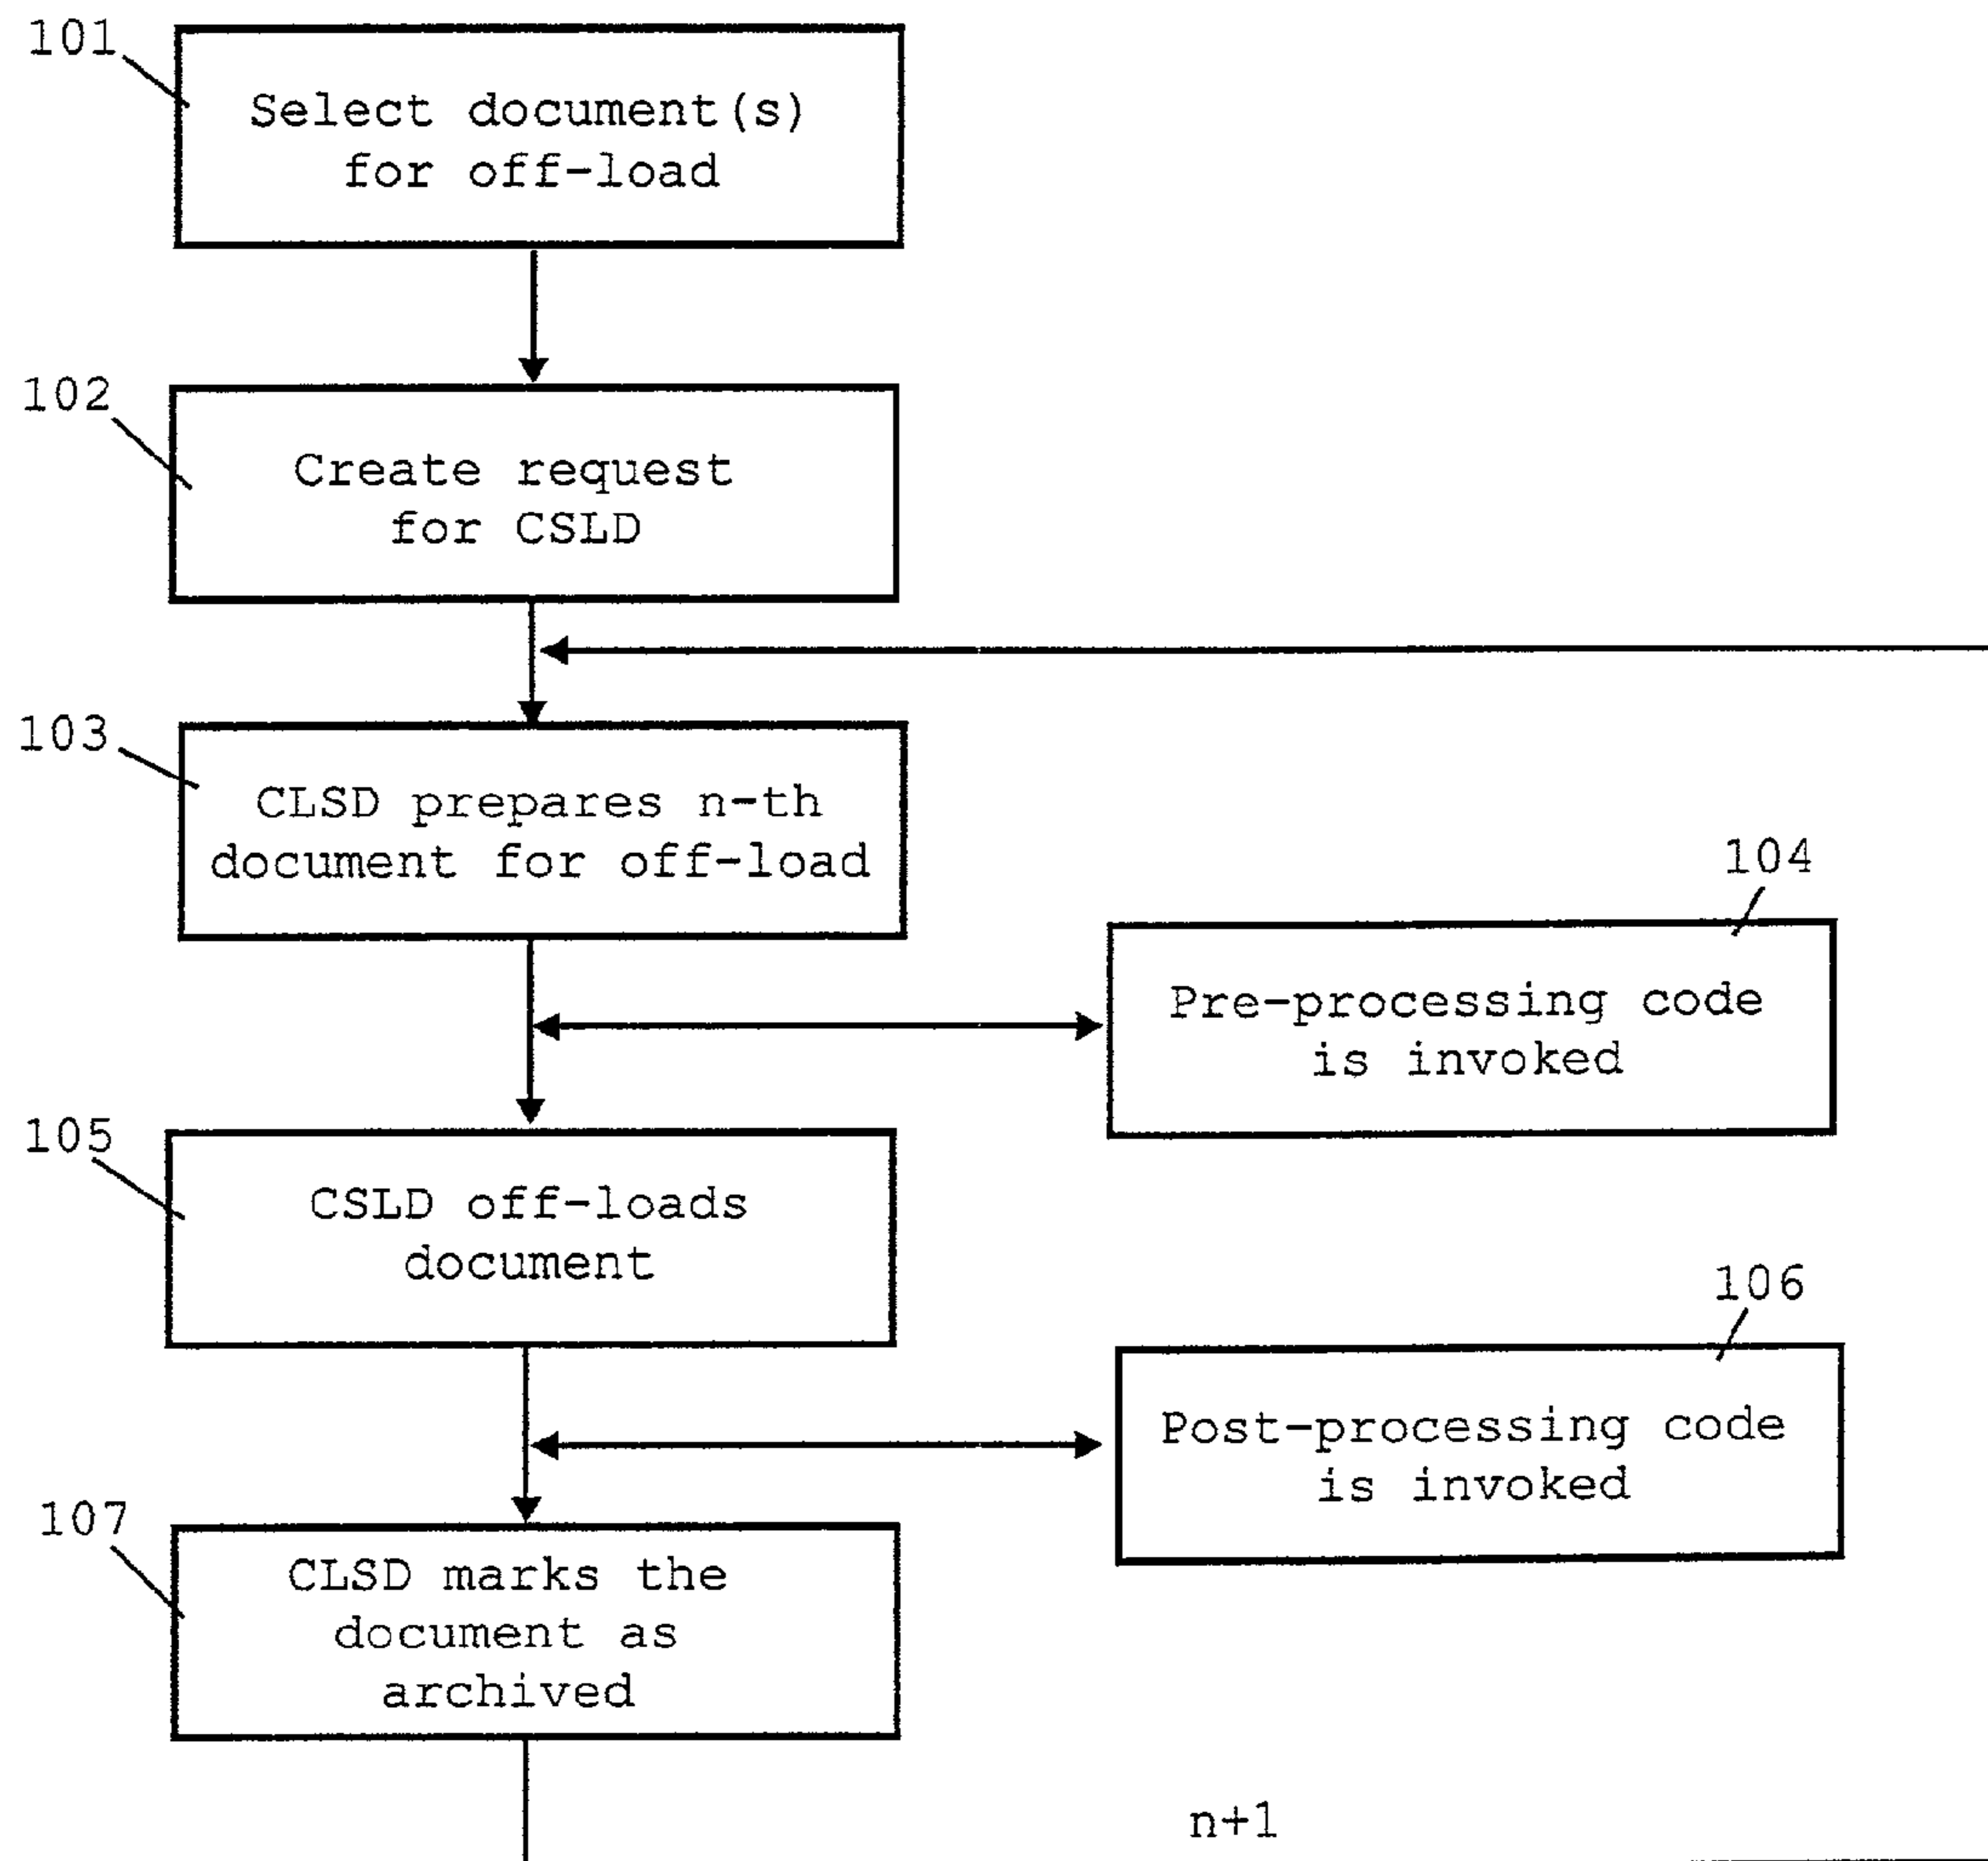 101
Select document(s)
for off-load
102
Create request
for CSLD
103
CLSD prepares n-th
document for off-load
104
Pre-processing code
is invoked
105
CSLD off-loads
document
106
Post-processing code
is invoked
107
CLSD marks the
document as
archived
n+1